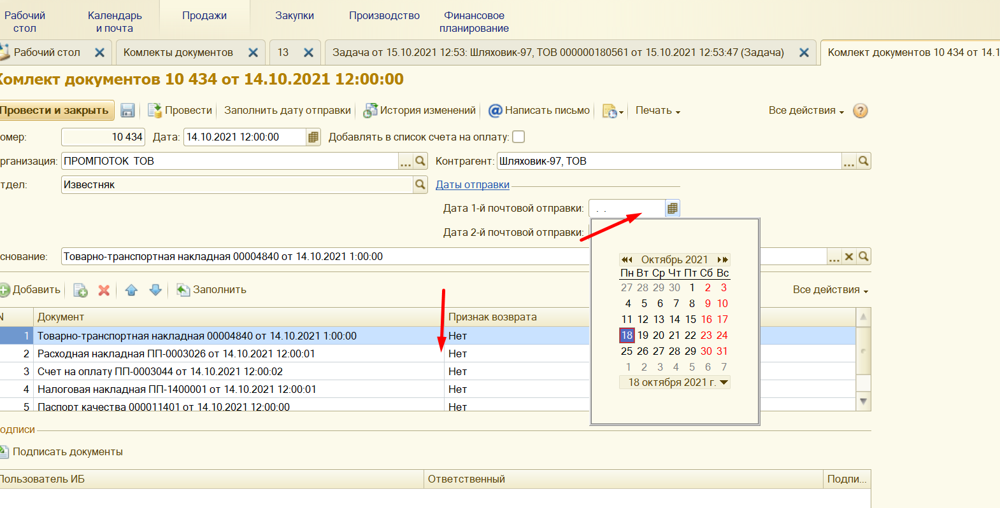 Рабочий стол
Календарь и почта
Продажи
Закупки
Производство
Финансовое планирование
Рабочий стол
Комлекты документов
13
Задача от 15.10.2021 12:53: Шляховик-97, ТОВ 000000180561 от 15.10.2021 12:53:47 (Задача)
Комлект документов 10 434 от 14.1
Комлект документов 10 434 от 14.10.2021 12:00:00
Провести и закрыть
Провести
Заполнить дату отправки
История изменений
Написать письмо
Печать
Все действия
?
омер:
10 434
Дата:
14.10.2021 12:00:00
Добавлять в список счета на оплату:
рганизация:
ПРОМПОТОК ТОВ
...
Контрагент:
Шляховик-97, ТОВ
...
тдел:
Известняк
Даты отправки
Дата 1-й почтовой отправки:
. .
Дата 2-й почтовой отправки:
снование:
Товарно-транспортная накладная 00004840 от 14.10.2021 1:00:00
...
Октябрь 2021
Пн Вт Ср Чт Пт Сб Вс
27 28 29 30 1 2 3
4 5 6 7 8 9 10
11 12 13 14 15 16 17
18 19 20 21 22 23 24
25 26 27 28 29 30 31
1 2 3 4 5 6 7
18 октября 2021 г.
Добавить
Заполнить
Все действия
N Документ Признак возврата
1 Товарно-транспортная накладная 00004840 от 14.10.2021 1:00:00 Нет
2 Расходная накладная ПП-0003026 от 14.10.2021 12:00:01 Нет
3 Счет на оплату ПП-0003044 от 14.10.2021 12:00:02 Нет
4 Налоговая накладная ПП-1400001 от 14.10.2021 12:00:01 Нет
5 Паспорт качества 000011401 от 14.10.2021 12:00:00 Нет
одписи
Подписать документы
Пользователь ИБ
Ответственный
Подпи...